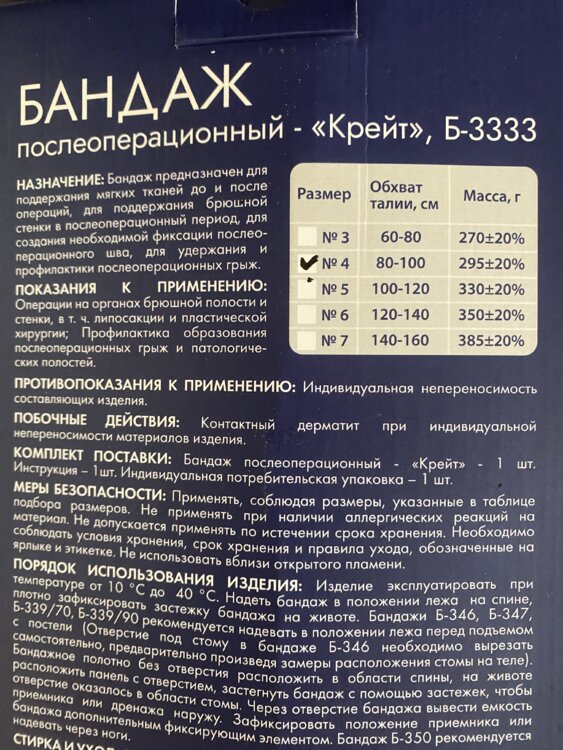 БАНДАЖ
послеоперационный - «Крейт», Б-3333
НАЗНАЧЕНИЕ: Бандаж предназначен для
поддержания мягких тканей до и после
операций, для поддержания брюшной
стенки в послеоперационный период, для
создания необходимой фиксации послео-
перационного шва, для удержания и
профилактики послеоперационных грыж.
ПОКАЗАНИЯ К ПРИМЕНЕНИЮ:
Операции на органах брюшной полости и
стенки, в т. ч. липосакции и пластической
хирургии; Профилактика образования
послеоперационных грыж и патологиче-
ских полостей.
Размер Обхват талии, см Масса, г
№ 3 60-80 270±20%
№ 4 80-100 295±20%
№ 5 100-120 330±20%
№ 6 120-140 350±20%
№ 7 140-160 385±20%
ПРОТИВОПОКАЗАНИЯ К ПРИМЕНЕНИЮ: Индивидуальная непереносимость
составляющих изделия.
ПОБОЧНЫЕ ДЕЙСТВИЯ: Контактный дерматит при индивидуальной
непереносимости материалов изделия.
КОМПЛЕКТ ПОСТАВКИ: Бандаж послеоперационный - «Крейт» - 1 шт.
Инструкция – 1шт. Индивидуальная потребительская упаковка – 1 шт.
МЕРЫ БЕЗОПАСНОСТИ: Применять, соблюдая размеры, указанные в таблице
подбора размеров. Не применять при наличии аллергических реакций на
материал. Не допускается применять по истечении срока хранения. Необходимо
соблюдать условия хранения, срок хранения и правила ухода, обозначенные на
ярлыке и этикетке. Не использовать вблизи открытого пламени.
ПОРЯДОК ИСПОЛЬЗОВАНИЯ ИЗДЕЛИЯ: Изделие эксплуатировать при
температуре от 10 °С до 40 °С. Надеть бандаж в положении лежа на спине,
плотно зафиксировать застежку бандажа на животе. Бандажи Б-346, Б-347,
Б-339/70, Б-339/90 рекомендуется надевать в положении лежа перед подъемом
с постели (Отверстие под стому в бандаже Б-346 необходимо вырезать
самостоятельно, предварительно произведя замеры расположения стомы на теле).
Бандажное полотно без отверстия расположить в области спины, на животе
расположить панель с отверстием, застегнуть бандаж с помощью застежек, чтобы
отверстие оказалось в области стомы. Через отверстие бандажа вывести емкость
приемника или дренажа наружу. Зафиксировать положение приемника или
бандажа дополнительным фиксирующим элементом. Бандаж Б-350 рекомендуется
надевать через ноги.
СТИРКА И УХОД